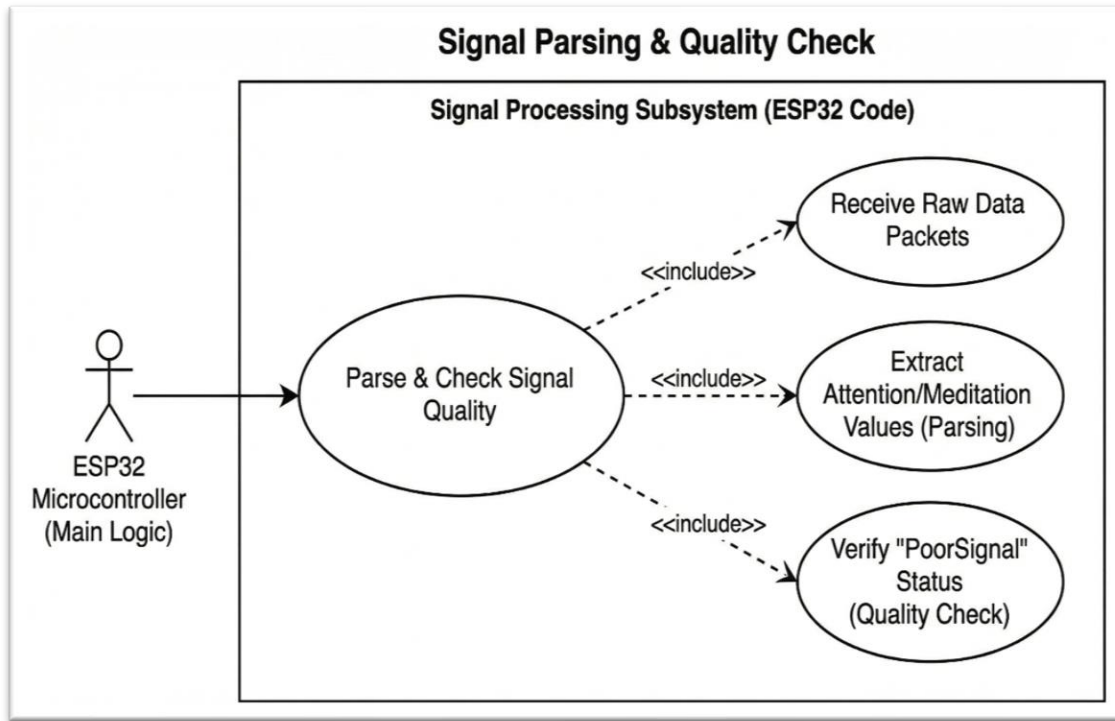 Signal Parsing & Quality Check
Signal Processing Subsystem (ESP32 Code)
Receive Raw Data
Packets
<<include>>
Parse & Check Signal
Quality
<<include>>
Extract
Attention/Meditation
Values (Parsing)
ESP32
Microcontroller
(Main Logic)
<<include>>
Verify "PoorSignal"
Status
(Quality Check)